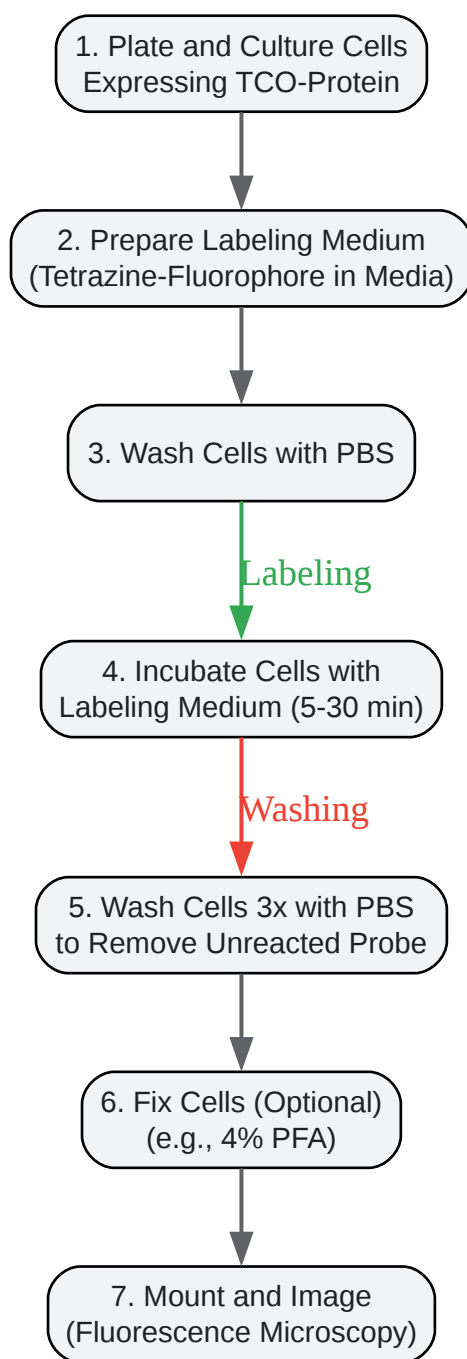 1. Plate and Culture Cells
Expressing TCO-Protein
2. Prepare Labeling Medium
(Tetrazine-Fluorophore in Media)
3. Wash Cells with PBS
Labeling
4. Incubate Cells with
Labeling Medium (5-30 min)
Washing
5. Wash Cells 3x with PBS
to Remove Unreacted Probe
6. Fix Cells (Optional)
(e.g., 4% PFA)
7. Mount and Image
(Fluorescence Microscopy)